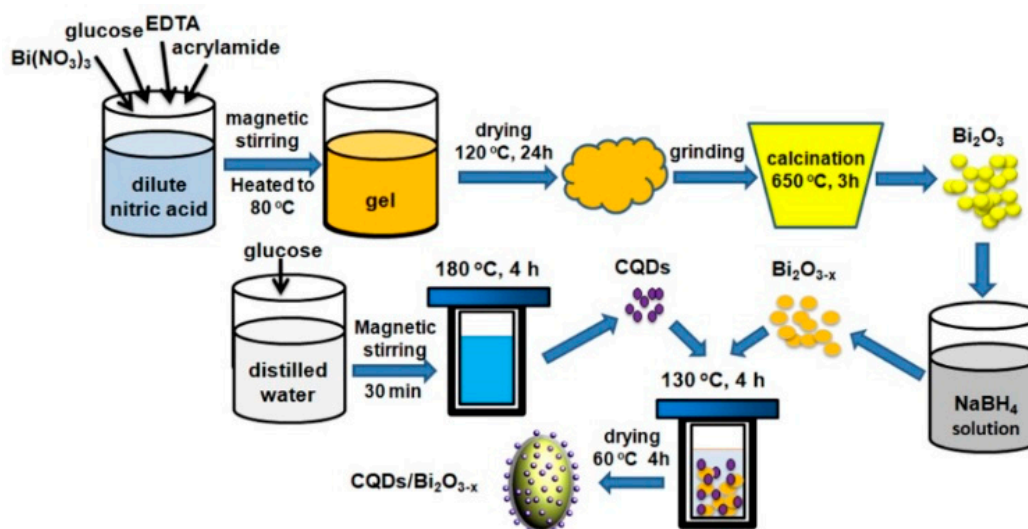 glucose
EDTA
Bi(NO₃)₃
acrylamide
dilute
nitric acid
magnetic
stirring
Heated to
80 °C
gel
drying
120 °C, 24h
grinding
calcination
650 °C, 3h
Bi₂O₃
glucose
distilled
water
Magnetic
stirring
30 min
180 °C, 4 h
CQDs
Bi₂O₃₋ₓ
NaBH₄
solution
130 °C, 4 h
drying
60 °C 4h
CQDs/Bi₂O₃₋ₓ